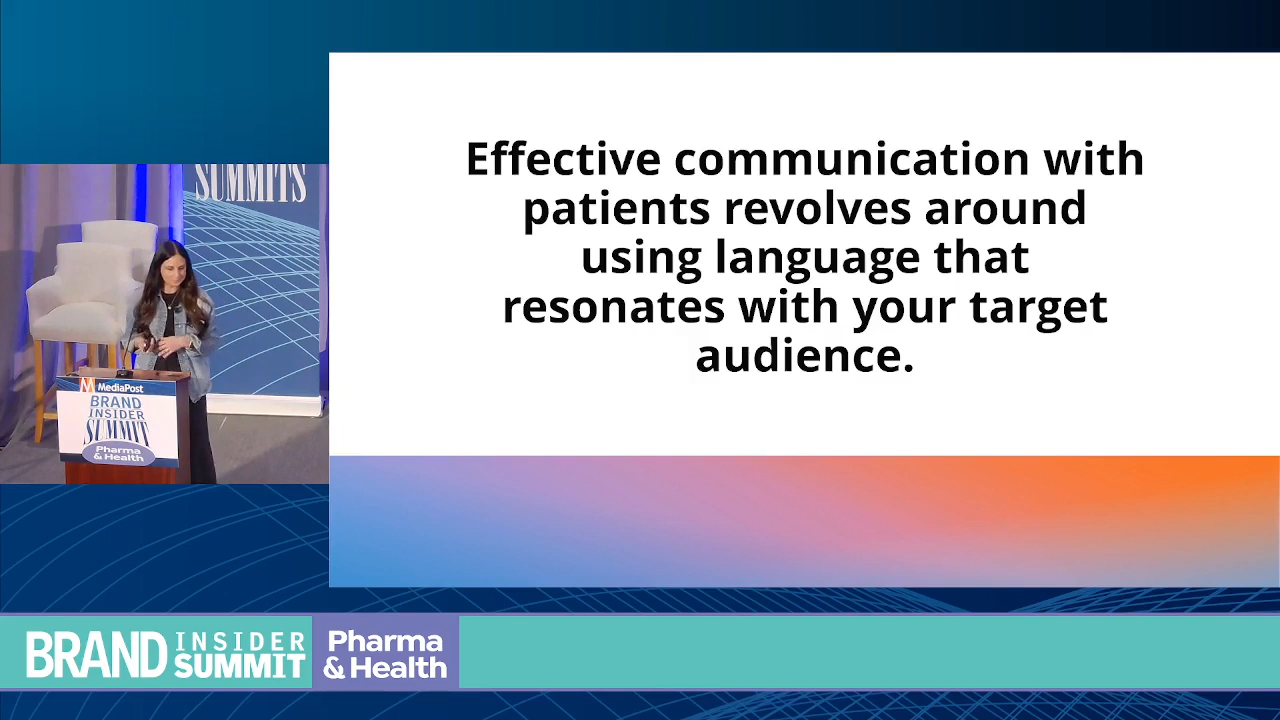 Effective communication with
patients revolves around
using language that
resonates with your target
audience.
SUMMITS
MediaPost
BRAND
INSIDER
SUMMIT
Pharma
& Health
BRAND INSIDER
SUMMIT
Pharma
& Health